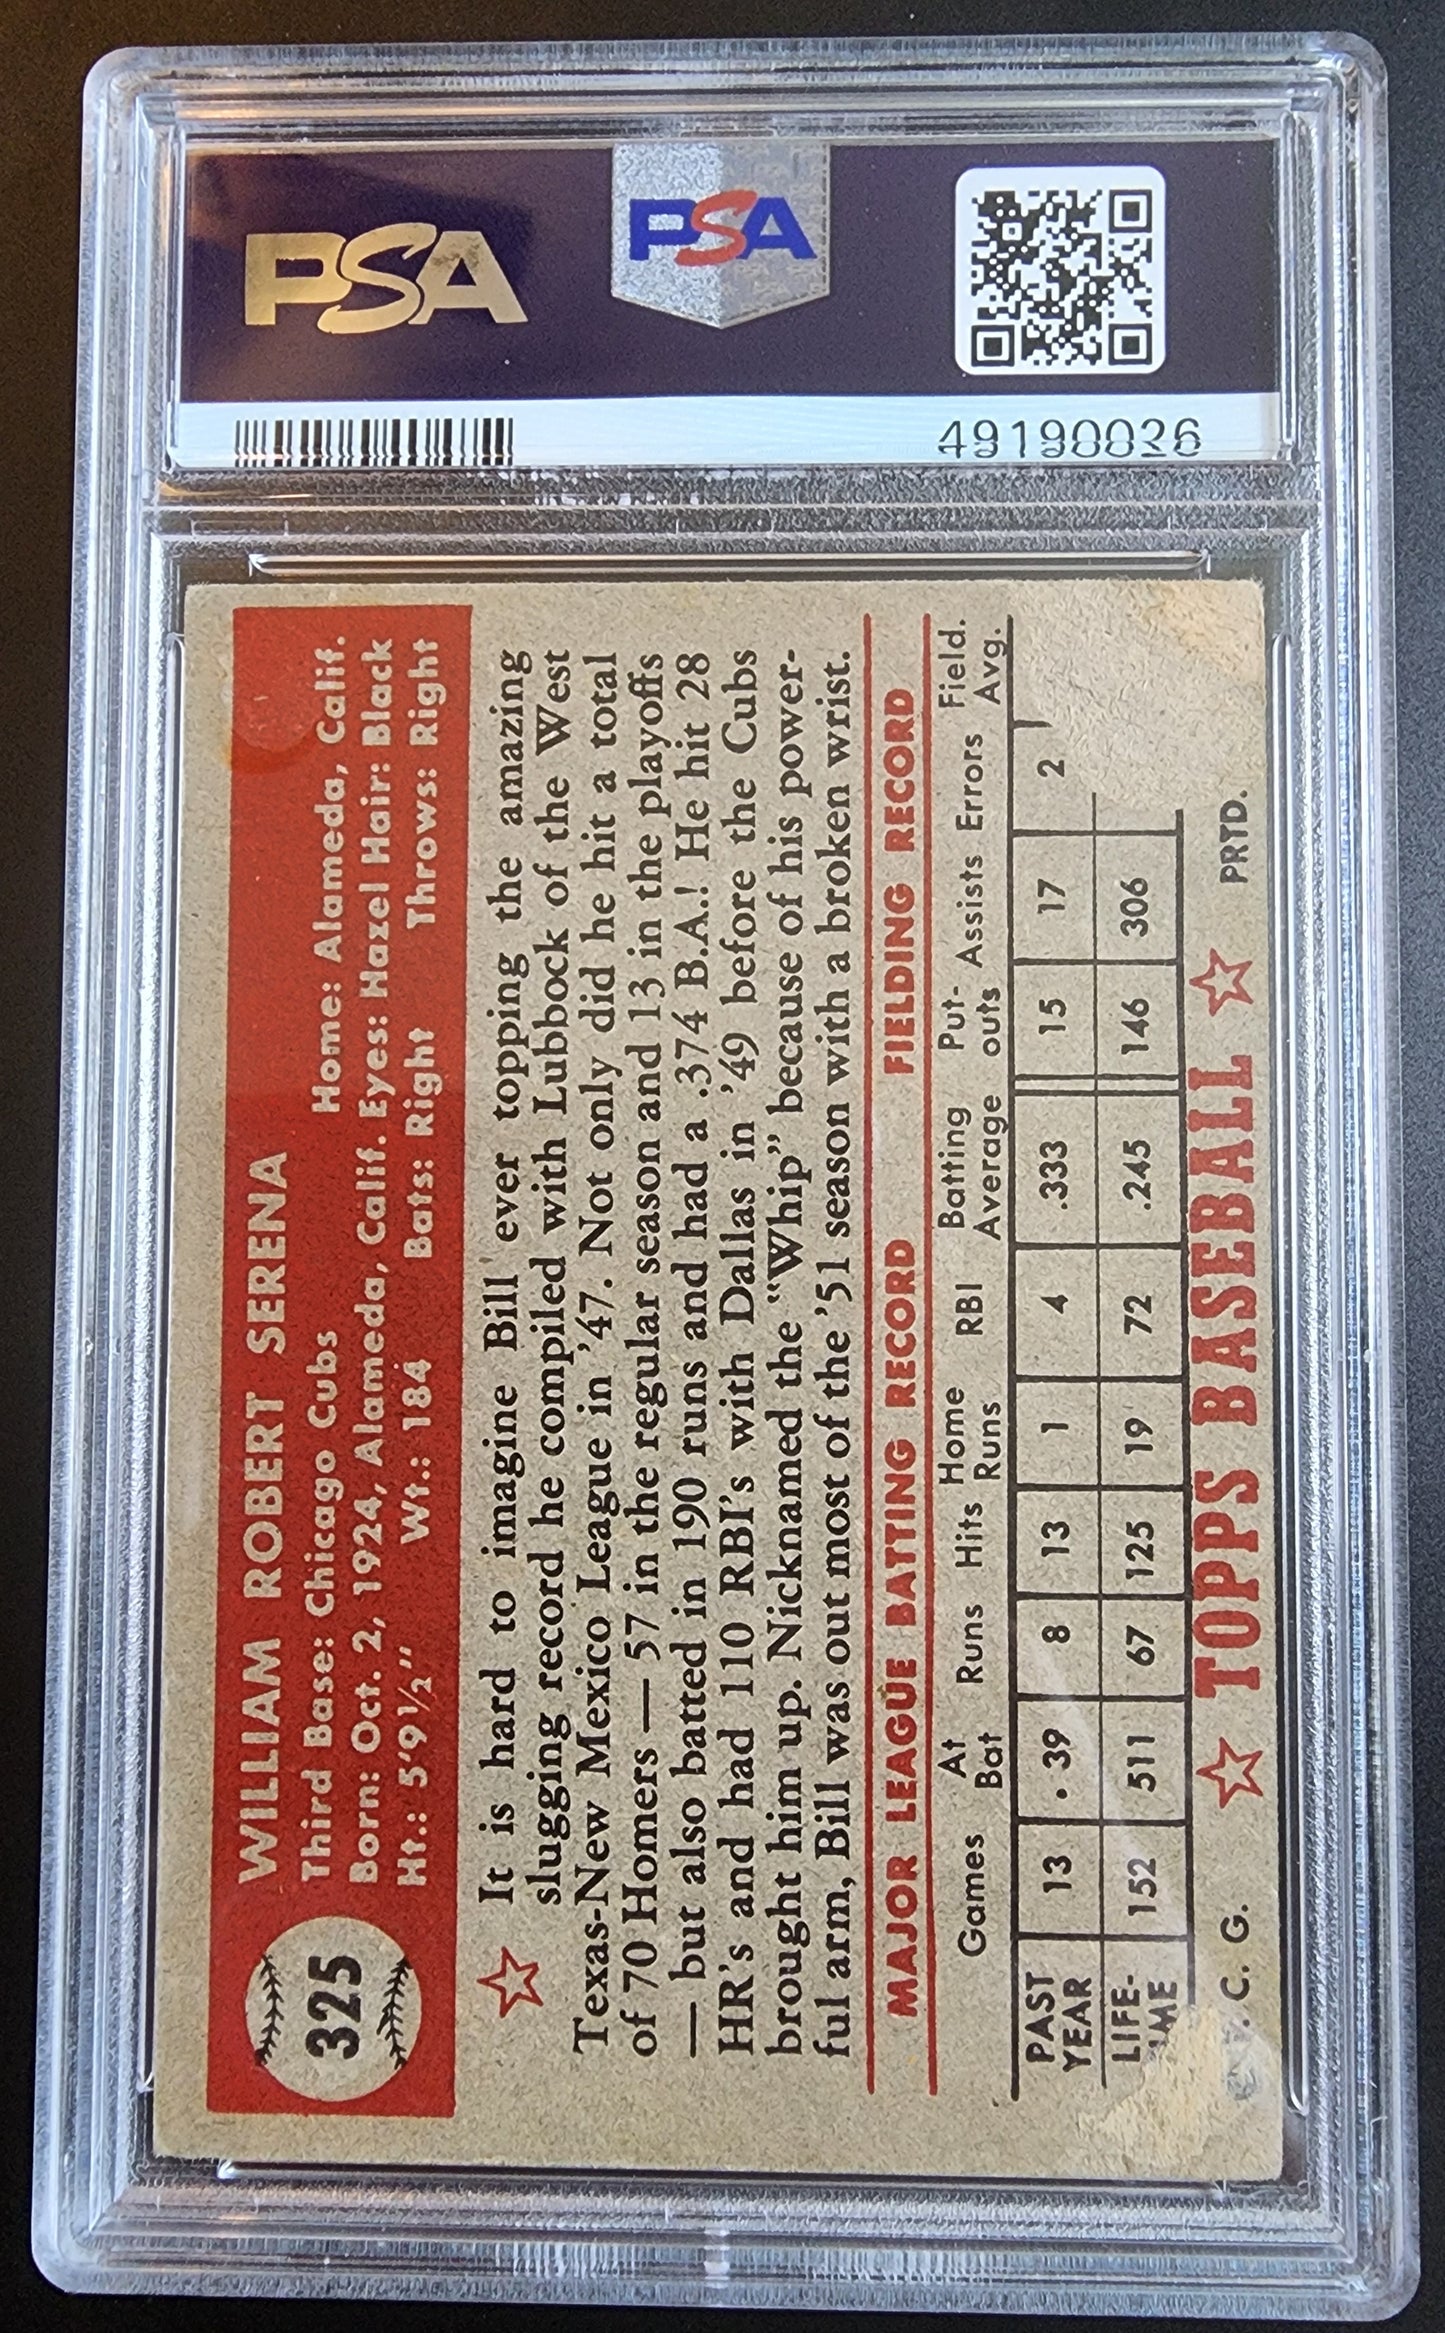 PSA
PSA
49190026
325
WILLIAM ROBERT SERENA
Third Base: Chicago Cubs Home: Alameda, Calif.
Born: Oct. 2, 1924, Alameda, Calif. Eyes: Hazel Hair: Black
Ht.: 5'9½" Wt.: 184 Bats: Right Throws: Right
It is hard to imagine Bill ever topping the amazing
slugging record he compiled with Lubbock of the West
Texas-New Mexico League in '47. Not only did he hit a total
of 70 Homers — 57 in the regular season and 13 in the playoffs
— but also batted in 190 runs and had a .374 B.A.! He hit 28
HR's and had 110 RBI's with Dallas in '49 before the Cubs
brought him up. Nicknamed the "Whip" because of his power-
ful arm, Bill was out most of the '51 season with a broken wrist.
MAJOR LEAGUE BATTING RECORD FIELDING RECORD
Games At Bat Runs Hits Home Runs RBI Batting Average Put-outs Assists Errors Field. Avg.
PAST YEAR 13 39 8 13 1 4 .333 15 17 2
LIFE- 152 511 67 125 19 72 .245 146 306
C. G. TOPPS BASEBALL PRTD.